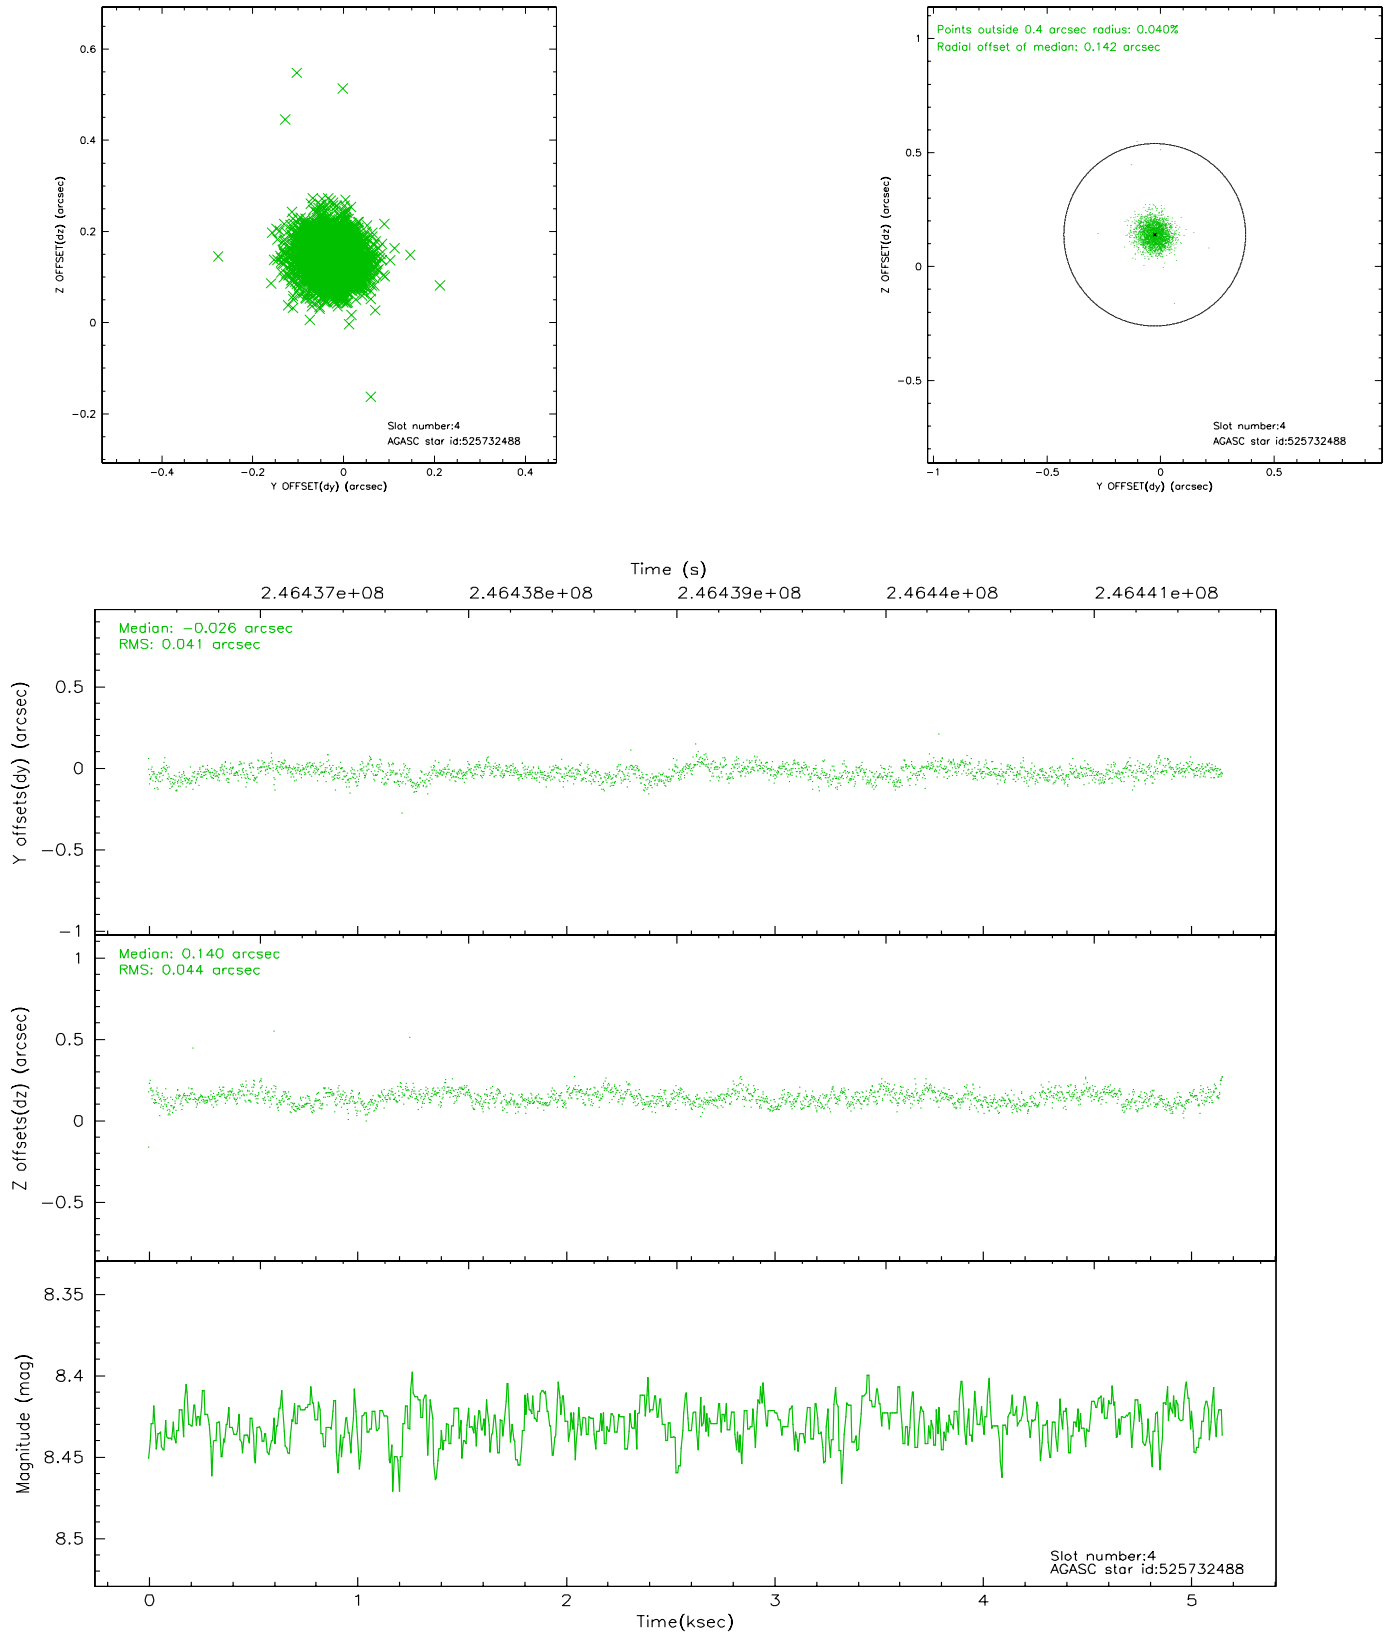 0.6
0.4
0.2
0
−0.2
Z OFFSET(dz) (arcsec)
Slot number:4
AGASC star id:525732488
−0.4 −0.2 0 0.2 0.4
Y OFFSET(dy) (arcsec)
Points outside 0.4 arcsec radius: 0.040%
Radial offset of median: 0.142 arcsec
1
0.5
0
−0.5
Z OFFSET(dz) (arcsec)
Slot number:4
AGASC star id:525732488
−1 −0.5 0 0.5
Y OFFSET(dy) (arcsec)
Time (s)
2.46437e+08 2.46438e+08 2.46439e+08 2.4644e+08 2.46441e+08
Median: −0.026 arcsec
RMS: 0.041 arcsec
0.5
0
−0.5
−1
Y offsets(dy) (arcsec)
Median: 0.140 arcsec
RMS: 0.044 arcsec
1
0.5
0
−0.5
Z offsets(dz) (arcsec)
8.35
8.4
8.45
8.5
Magnitude (mag)
Slot number:4
AGASC star id:525732488
0 1 2 3 4 5
Time(ksec)